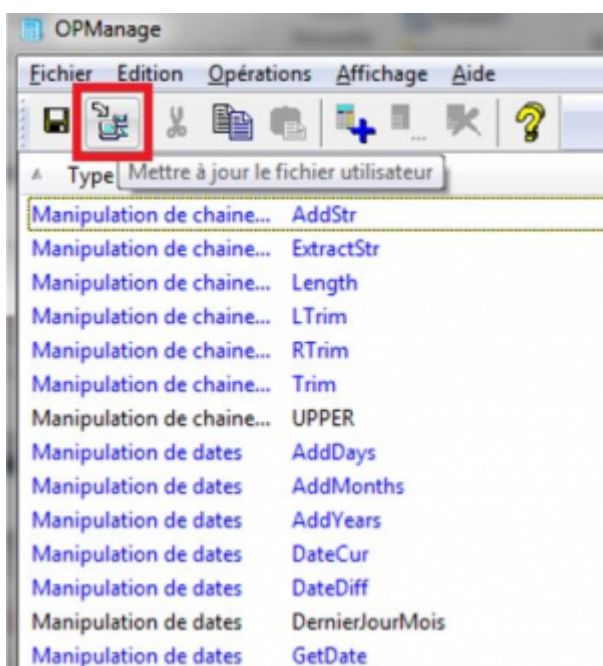 OPManage
Fichier Edition Opérations Affichage Aide
Type Mettre à jour le fichier utilisateur
Manipulation de chaine... AddStr
Manipulation de chaine... ExtractStr
Manipulation de chaine... Length
Manipulation de chaine... LTrim
Manipulation de chaine... RTrim
Manipulation de chaine... Trim
Manipulation de chaine... UPPER
Manipulation de dates AddDays
Manipulation de dates AddMonths
Manipulation de dates AddYears
Manipulation de dates DateCur
Manipulation de dates DateDiff
Manipulation de dates DernierJourMois
Manipulation de dates GetDate